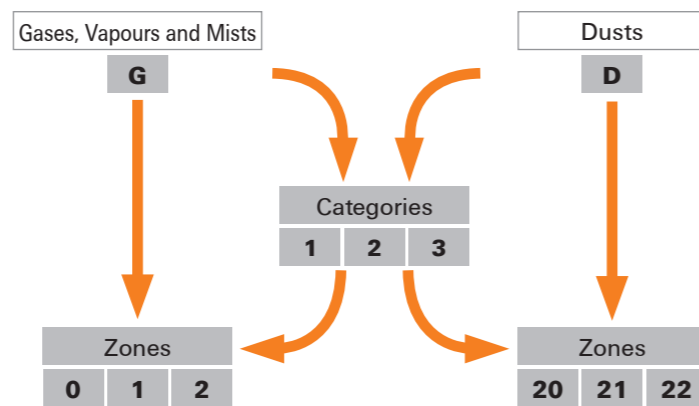 Gases, Vapours and Mists
Dusts
G
D
Categories
1 2 3
Zones
0 1 2
Zones
20 21 22